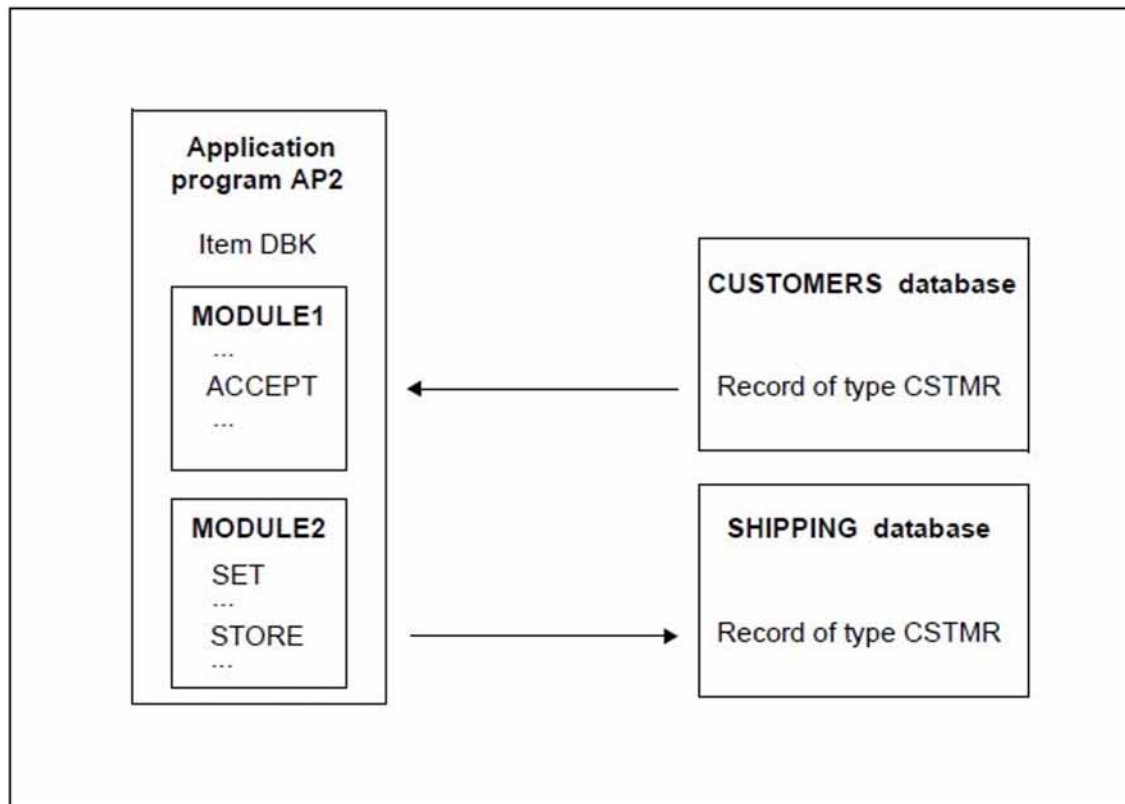 Application
program AP2
Item DBK
MODULE1
...
ACCEPT
...
MODULE2
SET
...
STORE
...
CUSTOMERS database
Record of type CSTMR
SHIPPING database
Record of type CSTMR